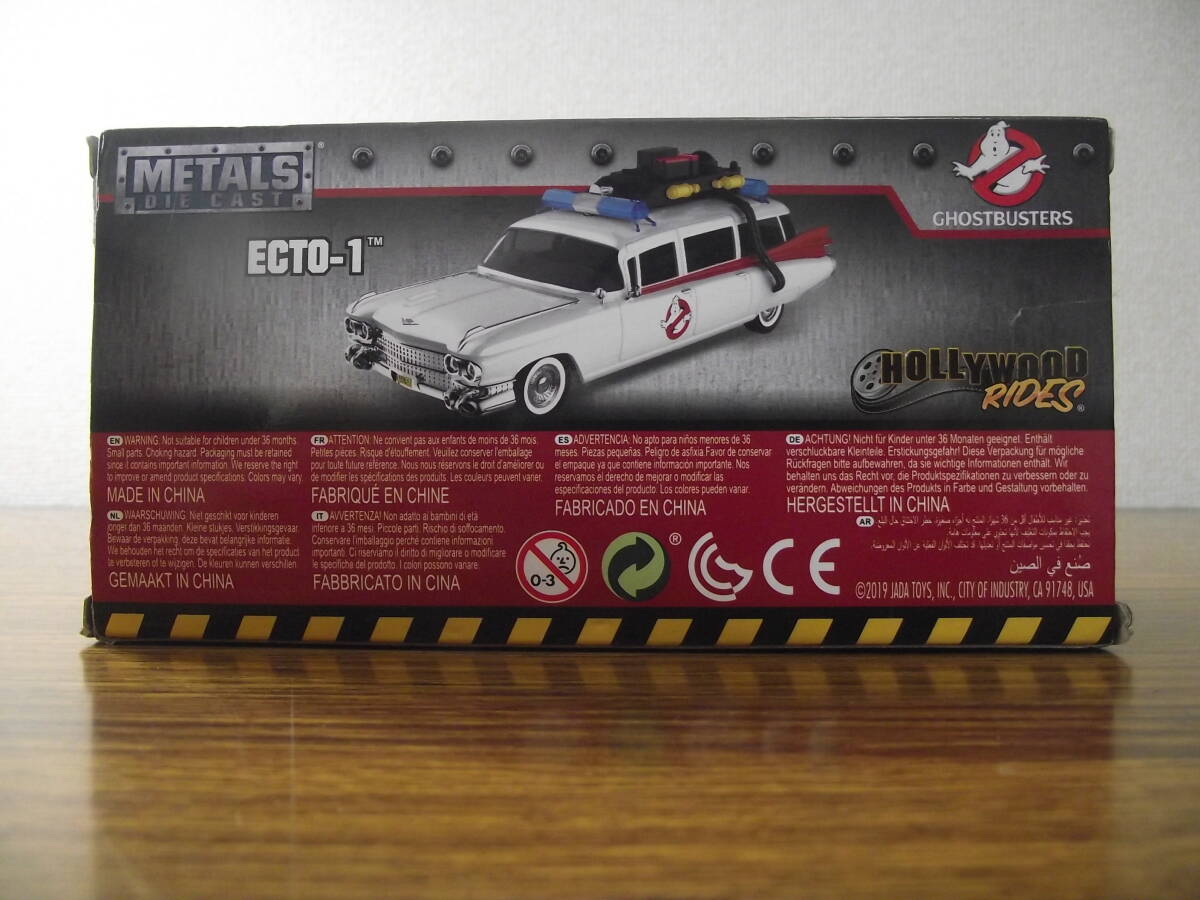 METALS
DIE CAST
®
ECTO-1™
GHOSTBUSTERS
HOLLYWOOD
RIDES®
EN WARNING: Not suitable for children under 36 months.
Small parts. Choking hazard. Packaging must be retained
since it contains important information. We reserve the right
to improve or amend product specifications. Colors may vary.
MADE IN CHINA
FR ATTENTION: Ne convient pas aux enfants de moins de 36 mois.
Petites pièces. Risque d'étouffement. Veuillez conserver l'emballage
pour toute future reference. Nous nous réservons le droit d'améliorer ou
de modifier les spécifications des produits. Les couleurs peuvent varier.
FABRIQUÉ EN CHINE
ES ADVERTENCIA: No apto para niños menores de 36
meses. Piezas pequeñas. Peligro de asfixia.Favor de conservar
el empaque ya que contiene información importante. Nos
reservamos el derecho de mejorar o modificar las
especificaciones del producto. Los colores pueden vanar.
FABRICADO EN CHINA
DE ACHTUNG! Nicht für Kinder unter 36 Monaten geeignet. Enthält
verschluckbare Kleinteile. Erstickungsgefahr! Diese Verpackung für mögliche
Rückfragen bitte aufbewahren, da sie wichtige Informationen enthält. Wir
behalten uns das Recht vor, die Produktspezifikationen zu verbessern oder zu
verändern. Abweichungen des Produkts in Farbe und Gestaltung vorbehalten.
HERGESTELLT IN CHINA
NL WAARSCHUWING: Niet geschikt voor kinderen
jonger dan 36 maanden. Kleine stukjes. Verstikkingsgevaar.
Bewaar de verpakking, deze bevat belangrijke informatie.
We behouden het recht om de specificaties van het product
te verbeteren of te wijzigen. De kleuren kunnen verschillen
GEMAAKT IN CHINA
IT AVVERTENZA! Non adatto ai bambini di età
inferiore a 36 mesi. Piccole parti. Rischio di soffocamento.
Conservare l'imballaggio perché contiene informazioni
importanti. Ci riserviamo il diritto di migliorare o modificare
le specifiche del prodotto. I colori possono variare.
FABBRICATO IN CINA
0-3
®
CE
AR
صنع في الصين
©2019 JADA TOYS, INC., CITY OF INDUSTRY, CA 91748, USA